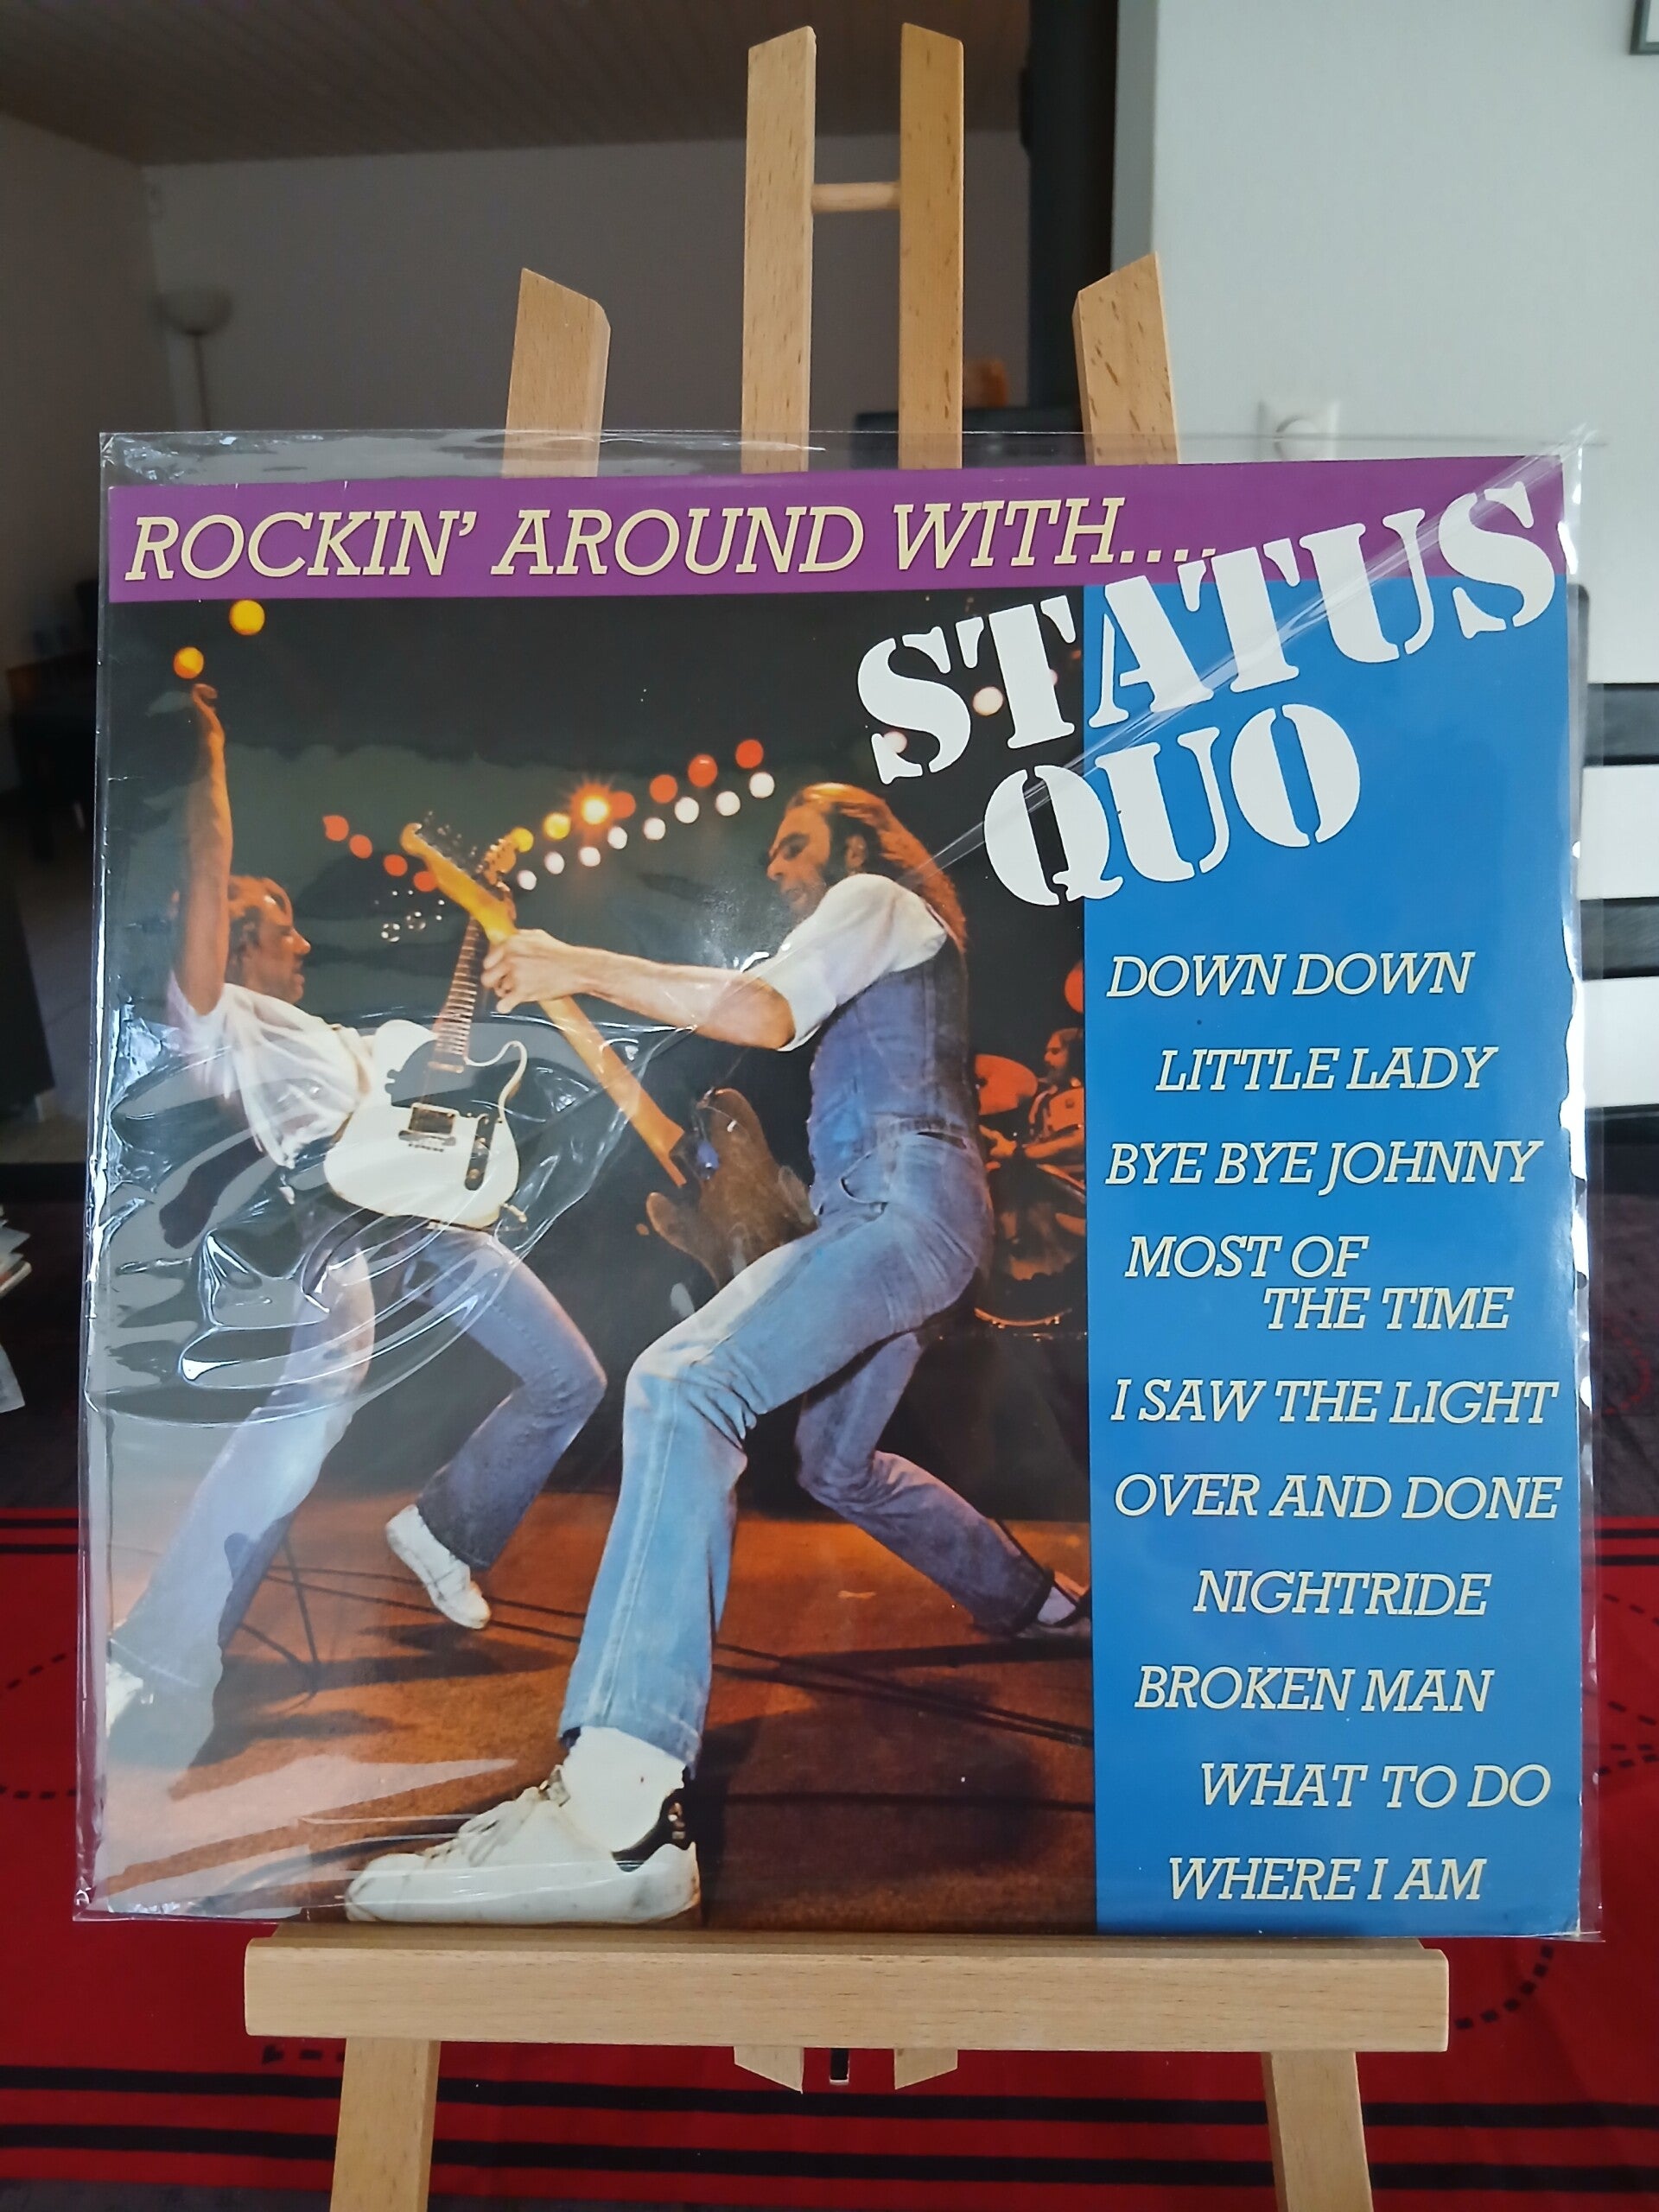 ROCKIN' AROUND WITH....
STATUS
QUO
DOWN DOWN
LITTLE LADY
BYE BYE JOHNNY
MOST OF
THE TIME
I SAW THE LIGHT
OVER AND DONE
NIGHTRIDE
BROKEN MAN
WHAT TO DO
WHERE I AM